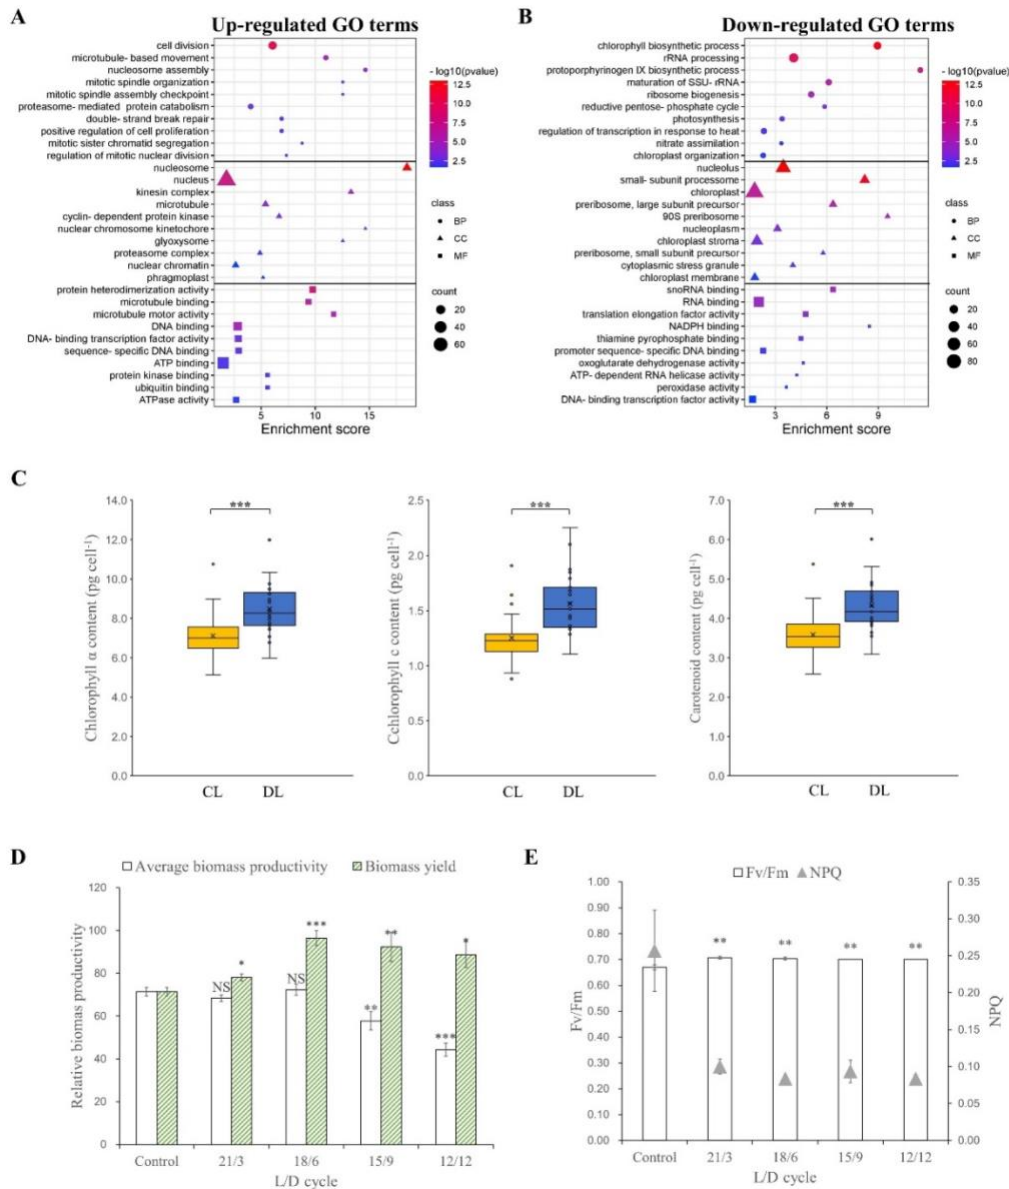 A
Up-regulated GO terms
cell division
microtubule- based movement
nucleosome assembly
mitotic spindle organization
mitotic spindle assembly checkpoint
proteasome- mediated protein catabolism
double- strand break repair
positive regulation of cell proliferation
mitotic sister chromatid segregation
regulation of mitotic nuclear division
nucleosome
nucleus
kinesin complex
microtubule
cyclin- dependent protein kinase
nuclear chromosome kinetochore
glyoxysome
proteasome complex
nuclear chromatin
phragmoplast
protein heterodimerization activity
microtubule binding
microtubule motor activity
DNA binding
DNA- binding transcription factor activity
sequence- specific DNA binding
ATP binding
protein kinase binding
ubiquitin binding
ATPase activity
5 10 15
Enrichment score
- log10(pvalue)
12.5
10.0
7.5
5.0
2.5
class
BP
CC
MF
count
20
40
60
B
Down-regulated GO terms
chlorophyll biosynthetic process
rRNA processing
protoporphyrinogen IX biosynthetic process
maturation of SSU- rRNA
ribosome biogenesis
reductive pentose- phosphate cycle
photosynthesis
regulation of transcription in response to heat
nitrate assimilation
chloroplast organization
nucleolus
small- subunit processome
chloroplast
preribosome, large subunit precursor
90S preribosome
nucleoplasm
chloroplast stroma
preribosome, small subunit precursor
cytoplasmic stress granule
chloroplast membrane
snoRNA binding
RNA binding
translation elongation factor activity
NADPH binding
thiamine pyrophosphate binding
promoter sequence- specific DNA binding
oxoglutarate dehydrogenase activity
ATP- dependent RNA helicase activity
peroxidase activity
DNA- binding transcription factor activity
3 6 9
Enrichment score
- log10(pvalue)
12.5
10.0
7.5
5.0
2.5
class
BP
CC
MF
count
20
40
60
80
C
Chlorophyll α content (pg cell⁻¹)
14.0
12.0
10.0
8.0
6.0
4.0
2.0
0.0
***
CL DL
Cchlorophyll c content (pg cell⁻¹)
2.5
2.0
1.5
1.0
0.5
0.0
***
CL DL
Carotenoid content (pg cell⁻¹)
7.0
6.0
5.0
4.0
3.0
2.0
1.0
0.0
***
CL DL
D
Average biomass productivity Biomass yield
Relative biomas productivity
120
100
80
60
40
20
0
NS * NS *** ** ** *** *
Control 21/3 18/6 15/9 12/12
L/D cycle
E
Fv/Fm NPQ
Fv/Fm
1.00
0.90
0.80
0.70
0.60
0.50
0.40
0.30
0.20
0.10
0.00
** ** ** **
0.35
0.30
0.25
0.20
0.15
0.10
0.05
0.00
NPQ
Control 21/3 18/6 15/9 12/12
L/D cycle